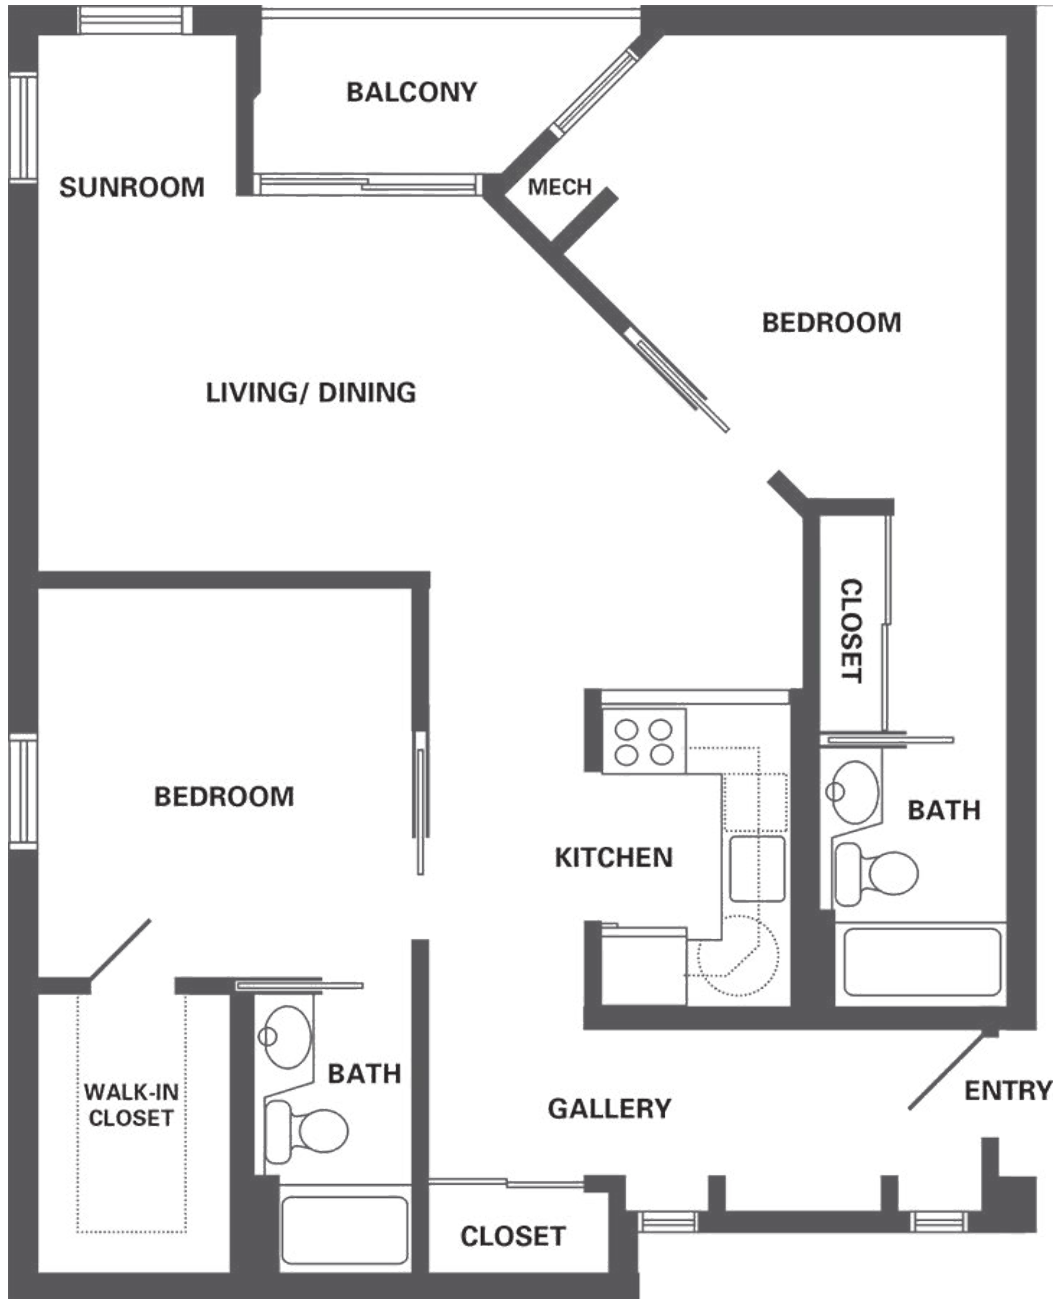 BALCONY
SUNROOM
MECH
BEDROOM
LIVING/ DINING
CLOSET
BEDROOM
BATH
KITCHEN
WALK-IN
CLOSET
BATH
GALLERY
ENTRY
CLOSET